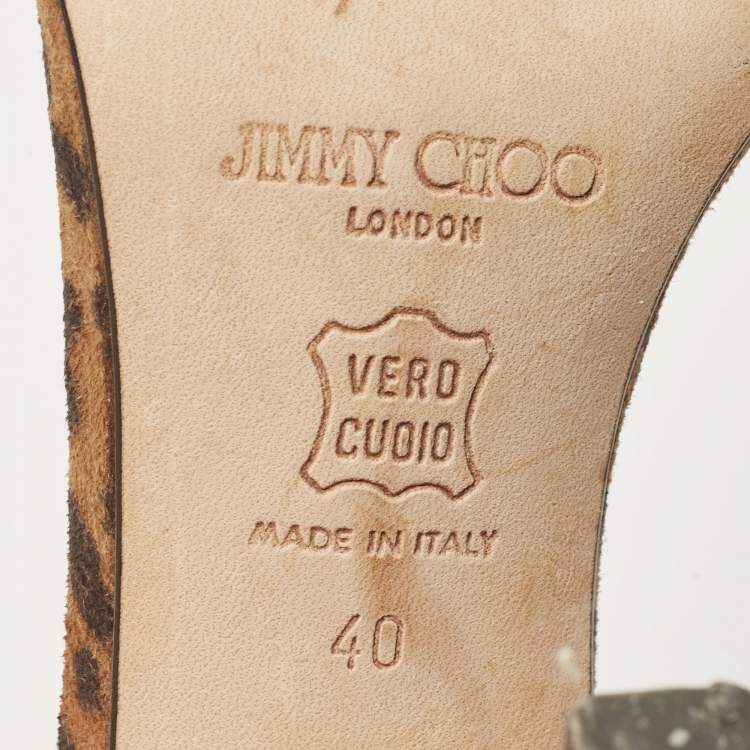 JIMMY CHOO
LONDON
VERO
CUOIO
MADE IN ITALY
40